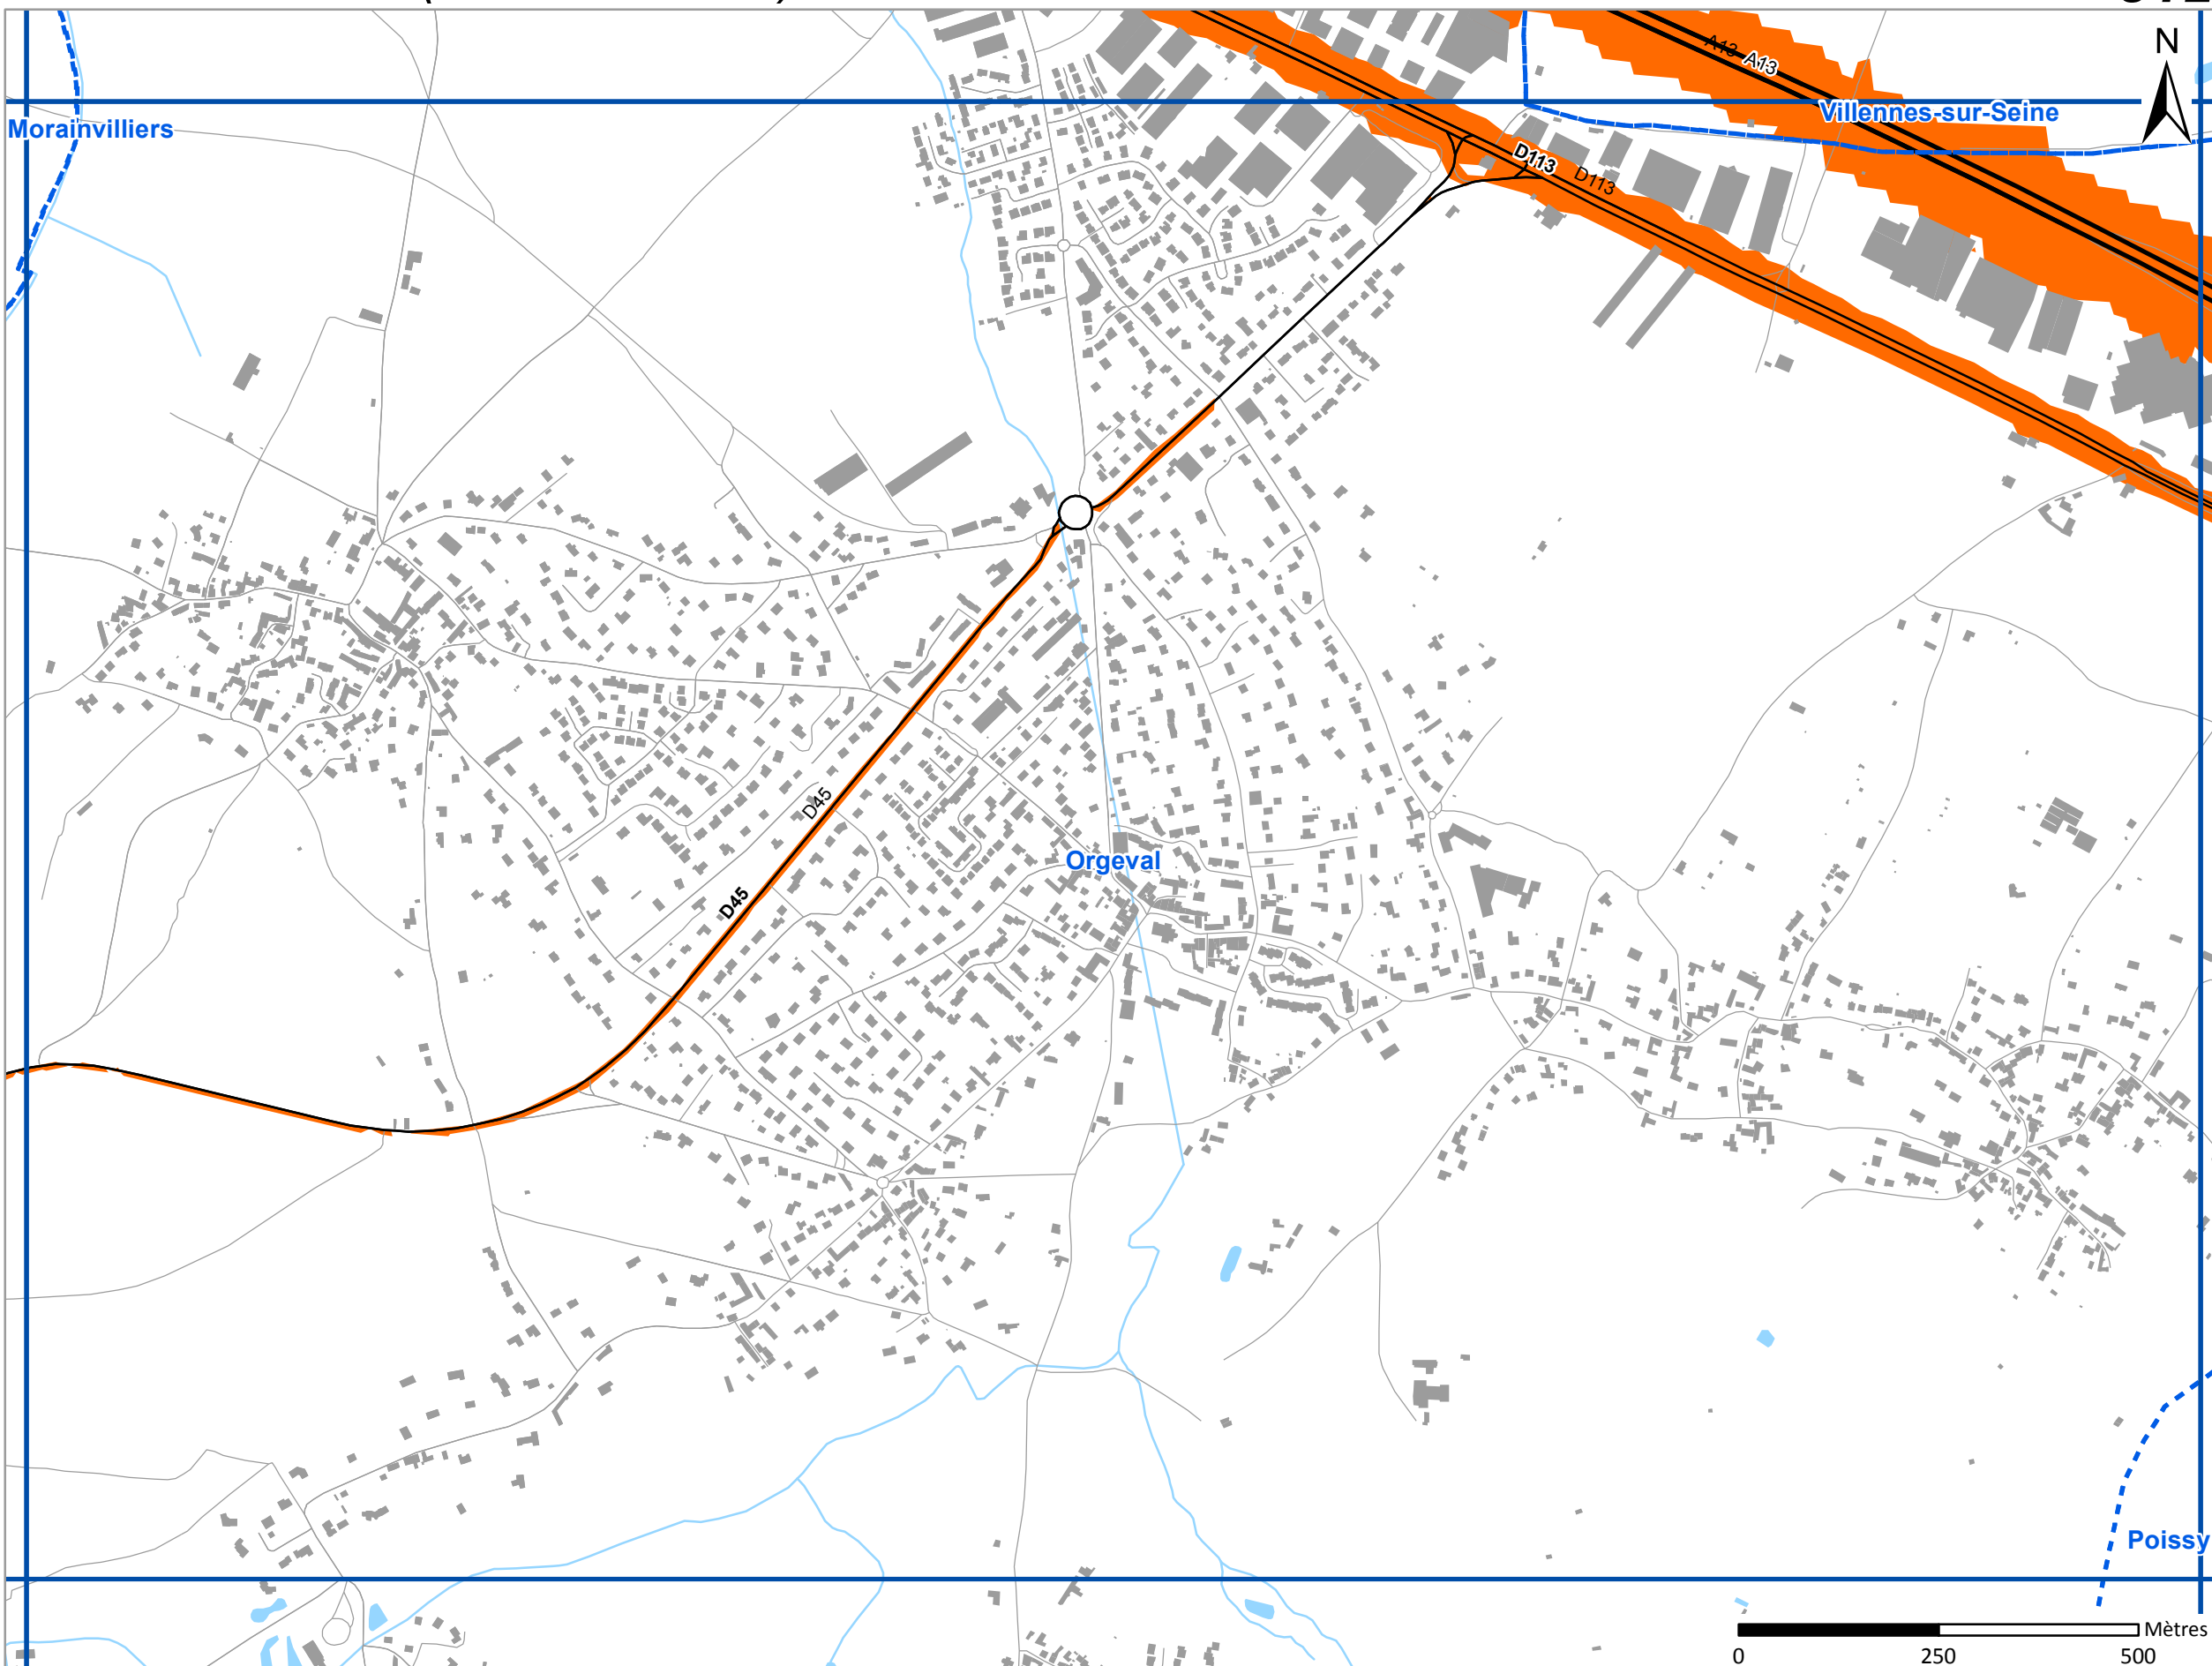 A13 A13
N
Villennes-sur-Seine
Morainvilliers
D113
D113
D45
D45
Orgeval
Poissy
Mètres
0 250 500